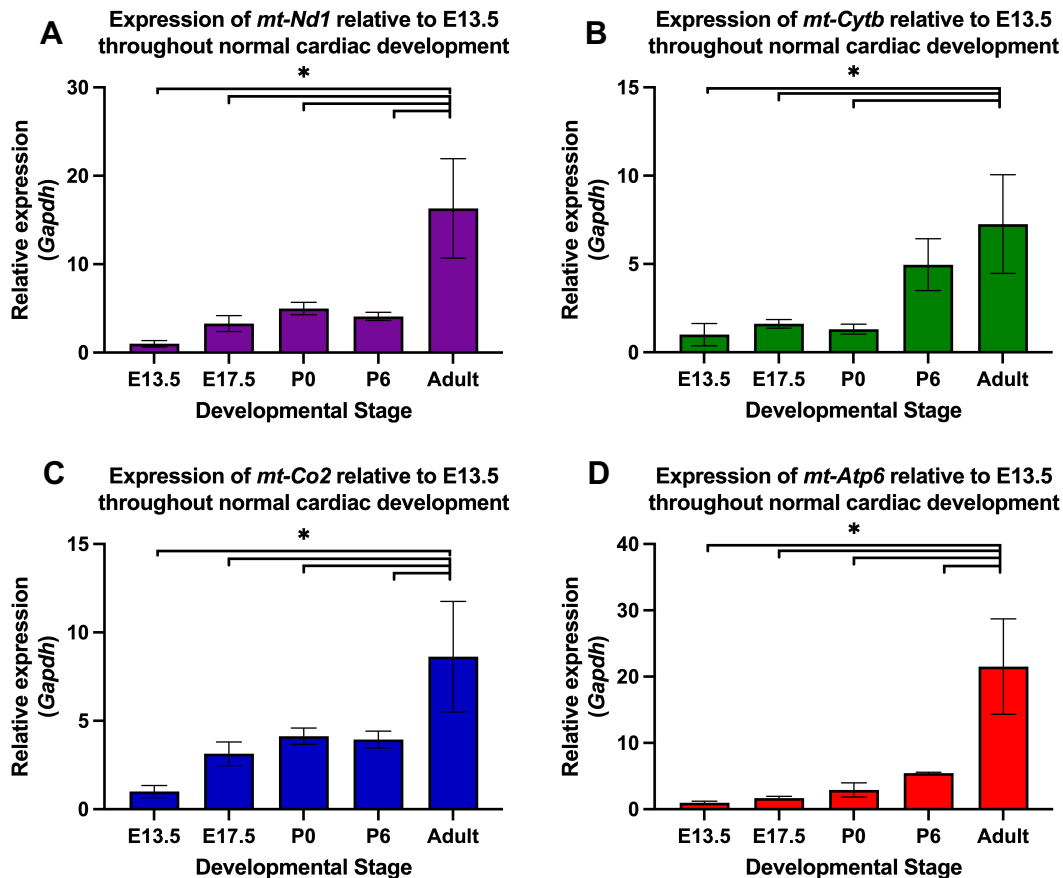 A
Expression of mt-Nd1 relative to E13.5
throughout normal cardiac development
*
Relative expression
(Gapdh)
30
20
10
0
E13.5 E17.5 P0 P6 Adult
Developmental Stage
B
Expression of mt-Cytb relative to E13.5
throughout normal cardiac development
*
Relative expression
(Gapdh)
15
10
5
0
E13.5 E17.5 P0 P6 Adult
Developmental Stage
C
Expression of mt-Co2 relative to E13.5
throughout normal cardiac development
*
Relative expression
(Gapdh)
15
10
5
0
E13.5 E17.5 P0 P6 Adult
Developmental Stage
D
Expression of mt-Atp6 relative to E13.5
throughout normal cardiac development
*
Relative expression
(Gapdh)
40
30
20
10
0
E13.5 E17.5 P0 P6 Adult
Developmental Stage